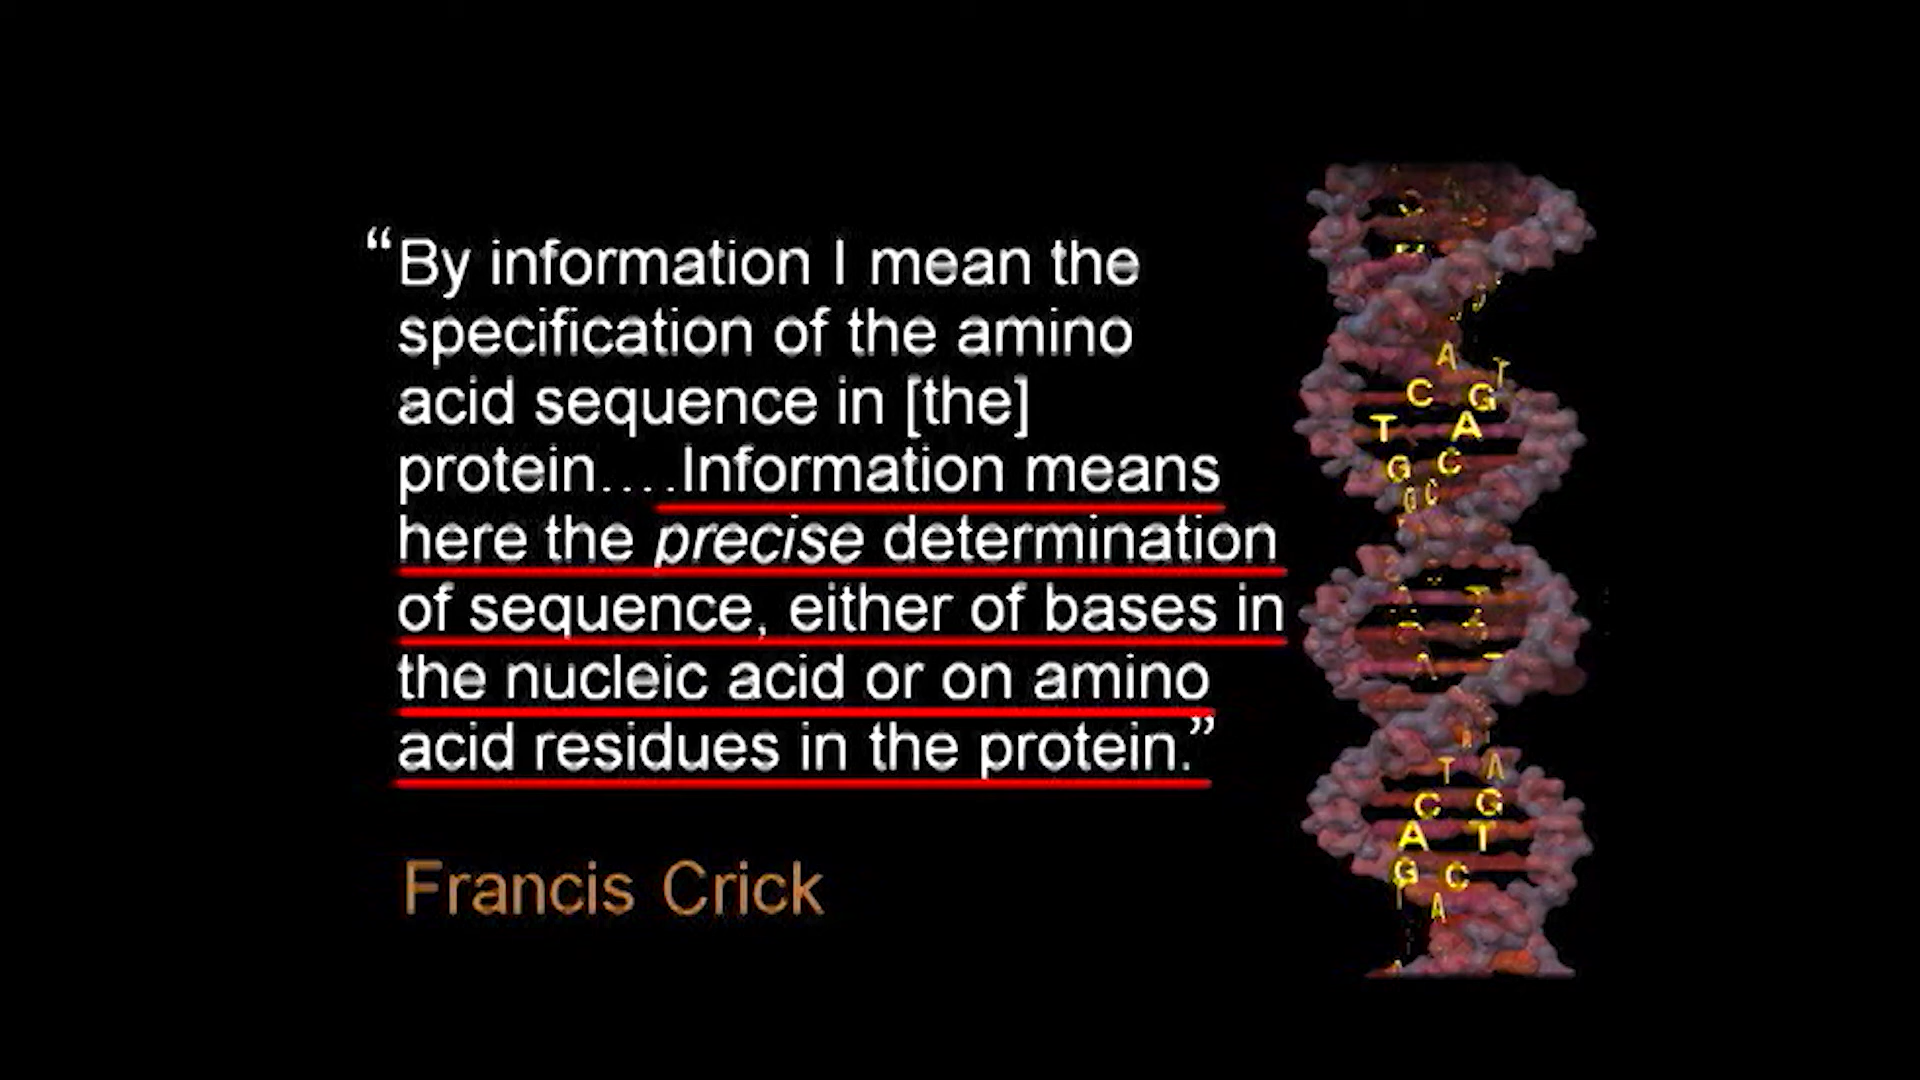 “By information I mean the
specification of the amino
acid sequence in [the]
protein....Information means
here the precise determination
of sequence, either of bases in
the nucleic acid or on amino
acid residues in the protein.”
Francis Crick
A
T
C G
T A
G C
G C
T A
C G
A T
G C
A